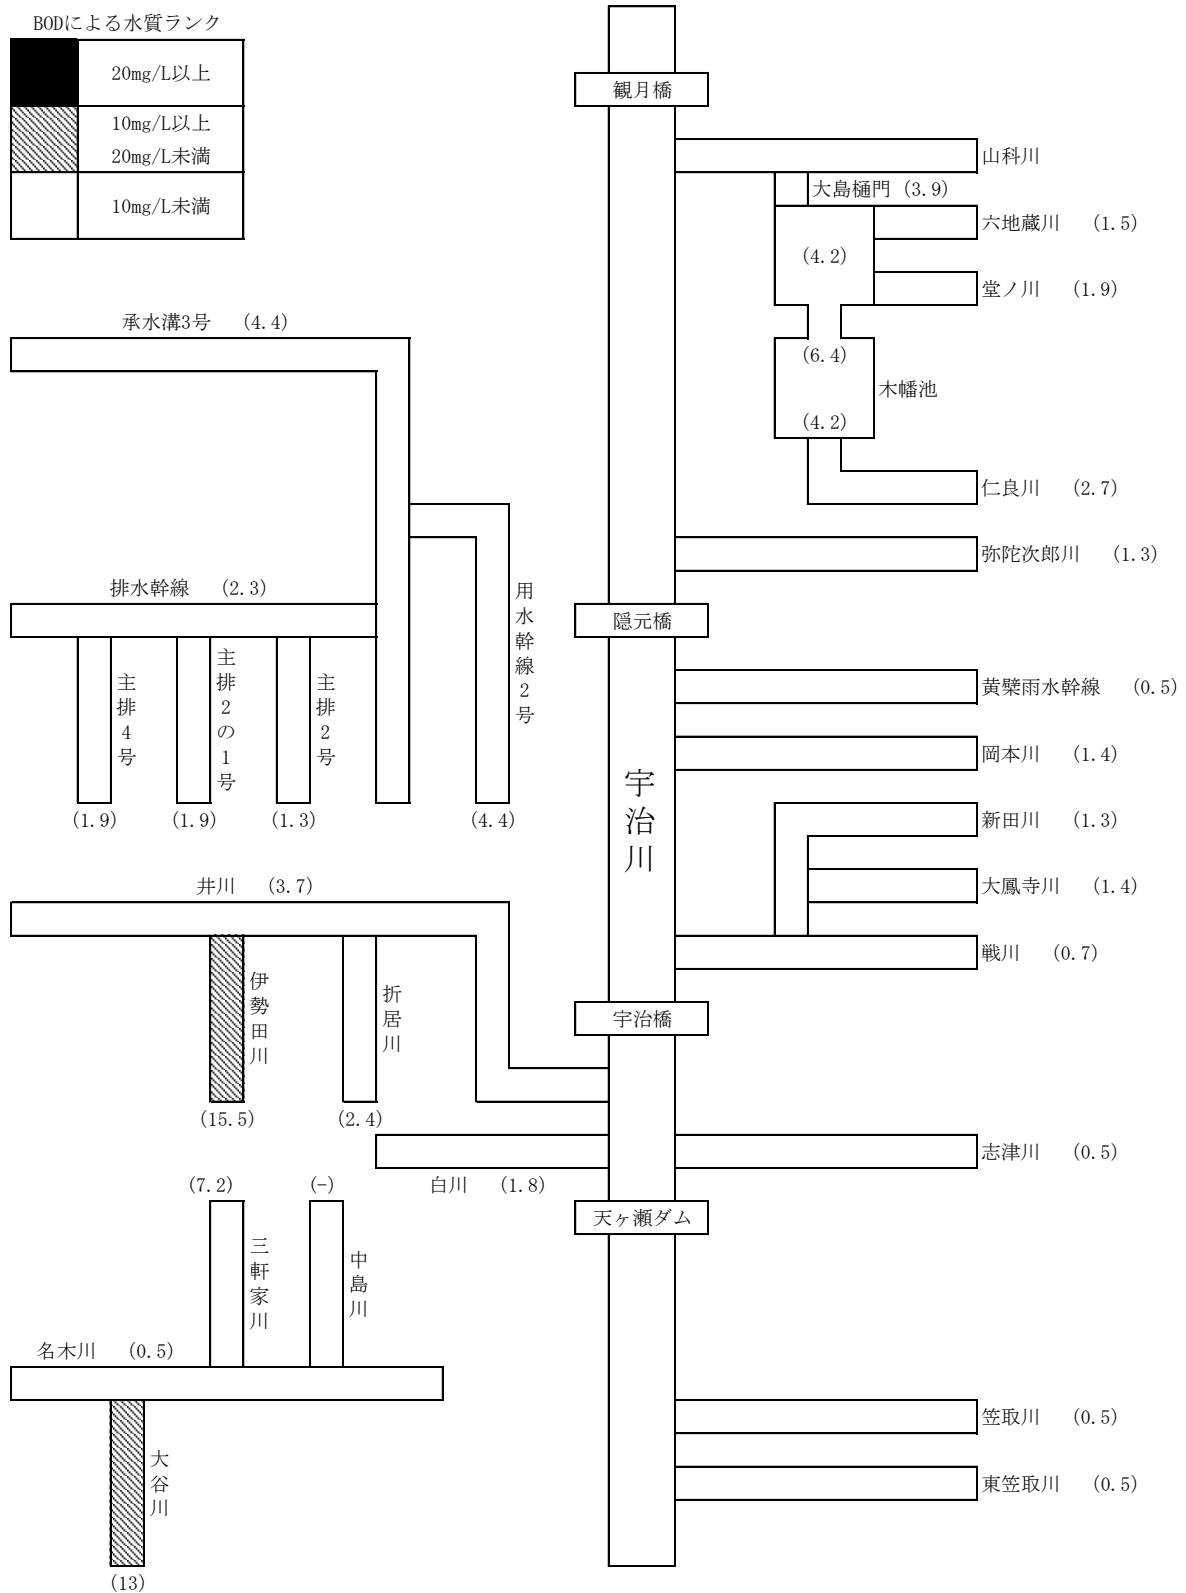 BODによる水質ランク
20mg/L以上
10mg/L以上
20mg/L未満
10mg/L未満
観月橋
山科川
大島樋門 (3.9)
六地蔵川 (1.5)
(4.2)
堂ノ川 (1.9)
承水溝3号 (4.4)
(6.4)
木幡池
(4.2)
仁良川 (2.7)
弥陀次郎川 (1.3)
排水幹線 (2.3)
用水幹線2号
隠元橋
主排4号
主排2の1号
主排2号
黄檗雨水幹線 (0.5)
岡本川 (1.4)
宇治川
新田川 (1.3)
(1.9)
(1.9)
(1.3)
(4.4)
井川 (3.7)
大鳳寺川 (1.4)
戦川 (0.7)
伊勢田川
折居川
宇治橋
(15.5)
(2.4)
志津川 (0.5)
白川 (1.8)
(7.2)
(-)
天ヶ瀬ダム
三軒家川
中島川
名木川 (0.5)
笠取川 (0.5)
大谷川
東笠取川 (0.5)
(13)